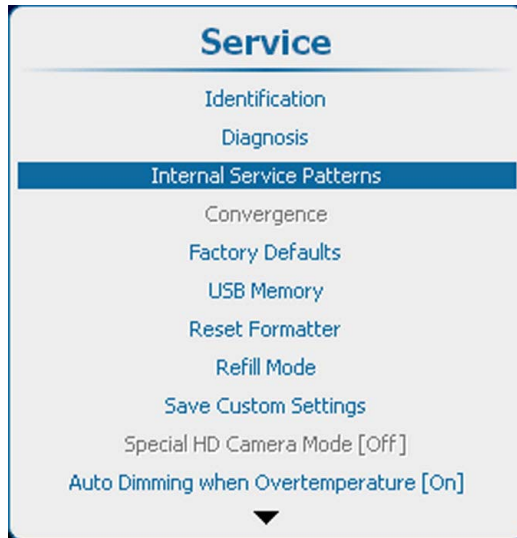 Service
Identification
Diagnosis
Internal Service Patterns
Convergence
Factory Defaults
USB Memory
Reset Formatter
Refill Mode
Save Custom Settings
Special HD Camera Mode [Off]
Auto Dimming when Overtemperature [On]